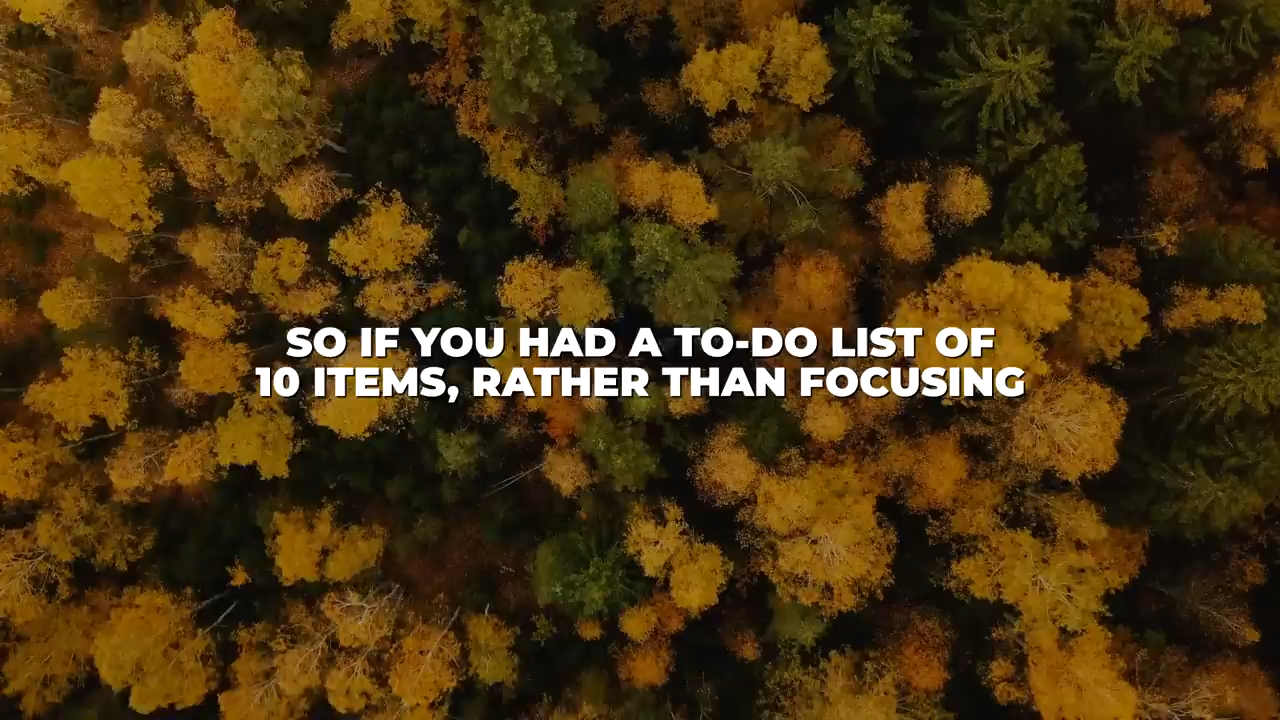 SO IF YOU HAD A TO-DO LIST OF
10 ITEMS, RATHER THAN FOCUSING